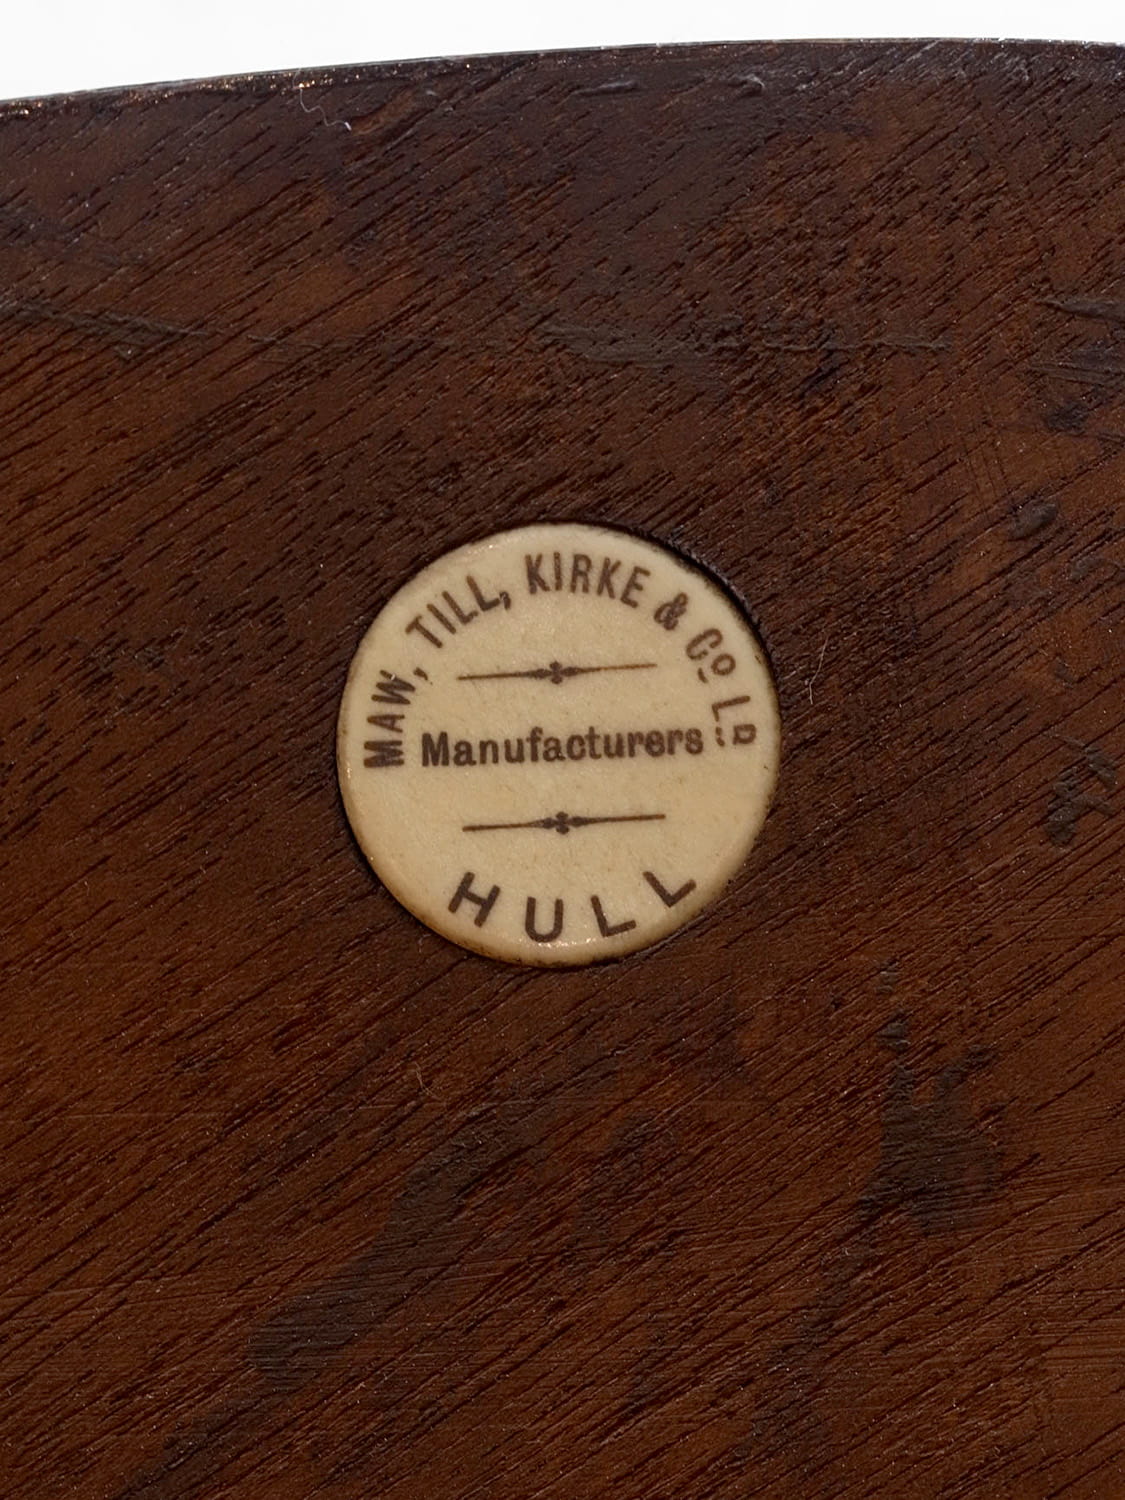 MAW, TILL, KIRKE & Co LD
Manufacturers
HULL